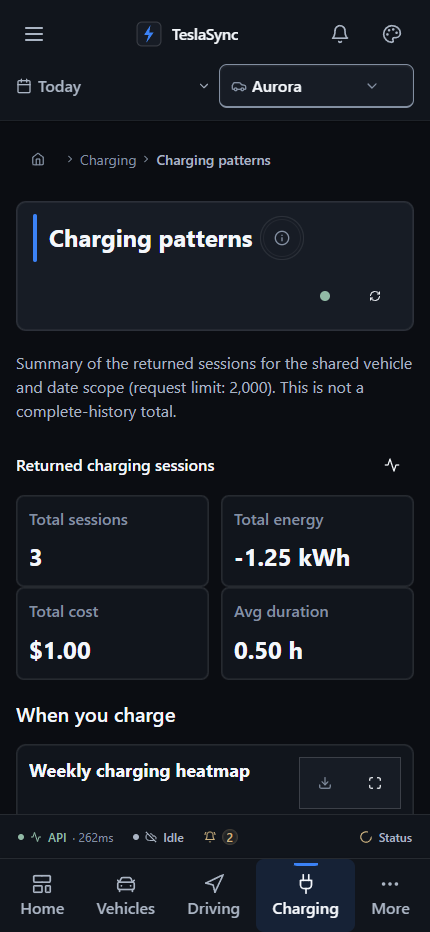 TeslaSync
Today
Aurora
Charging
Charging patterns
Charging patterns
Summary of the returned sessions for the shared vehicle
and date scope (request limit: 2,000). This is not a
complete-history total.
Returned charging sessions
Total sessions
Total energy
3
-1.25 kWh
Total cost
Avg duration
$1.00
0.50 h
When you charge
Weekly charging heatmap
API · 262ms
Idle
2
Status
Home
Vehicles
Driving
Charging
More